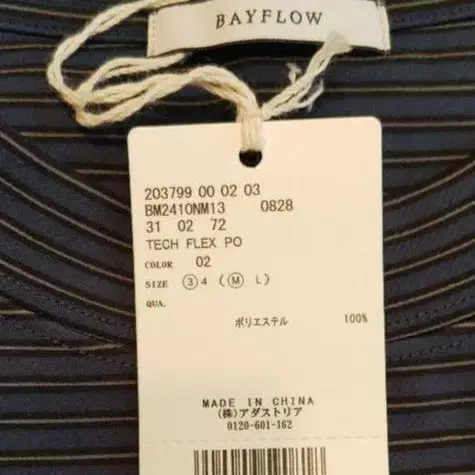 BAYFLOW
203799 00 02 03
BM2410NM13 0828
31 02 72
TECH FLEX PO
COLOR 02
SIZE ③4 (Ⓜ L)
QUA.
ポリエステル 100%
MADE IN CHINA
(株)アダストリア
0120-601-162